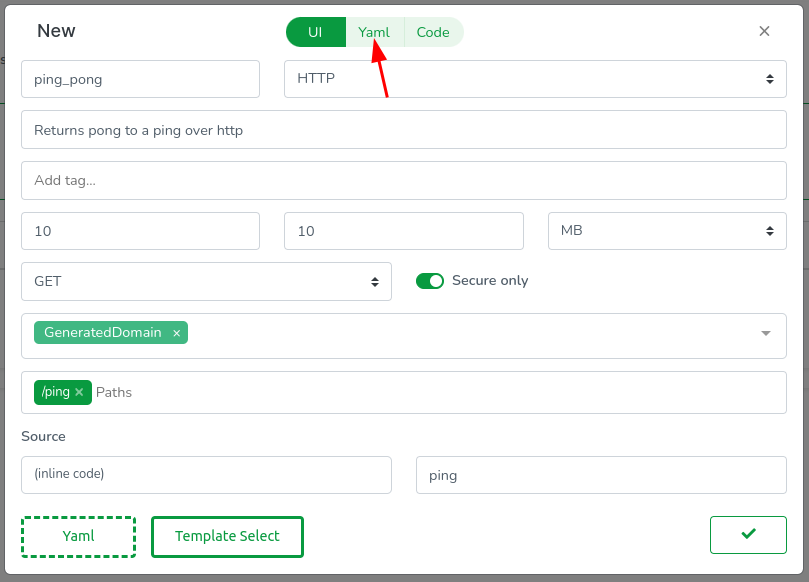 New
UI Yaml Code ×
ping_pong HTTP
Returns pong to a ping over http
Add tag...
10 10 MB
GET Secure only
GeneratedDomain ×
/ping × Paths
Source
(inline code) ping
Yaml Template Select